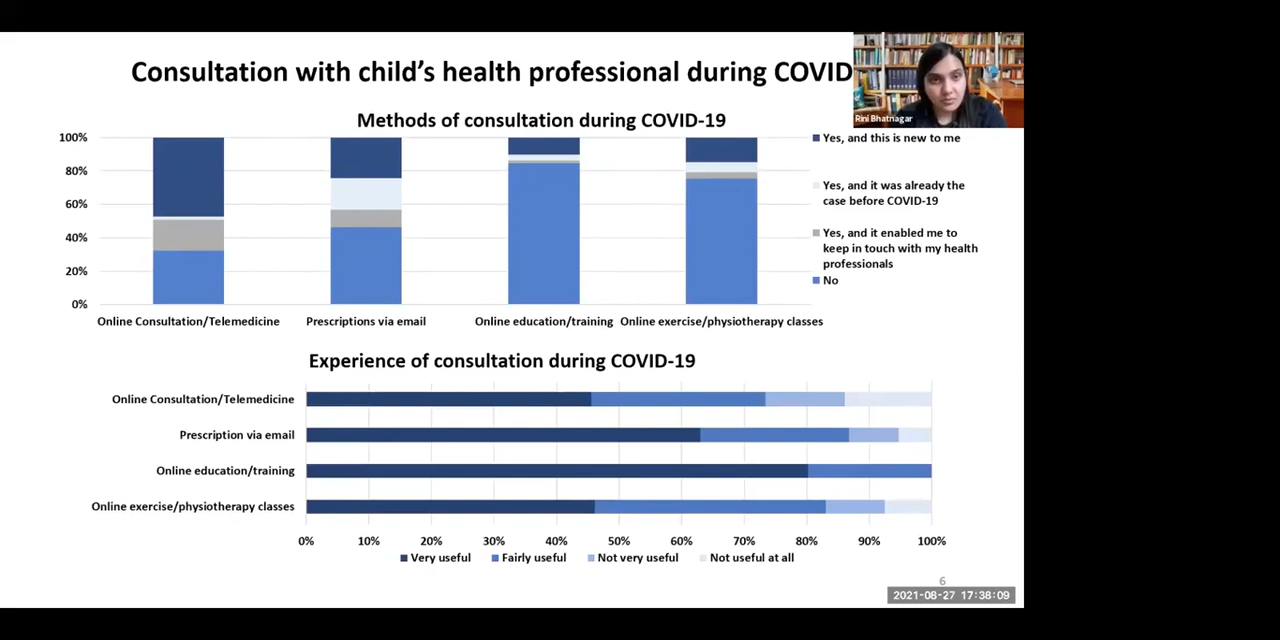 Consultation with child's health professional during COVID
Rini Bhatnagar
Methods of consultation during COVID-19
100%
80%
60%
40%
20%
0%
Online Consultation/Telemedicine
Prescriptions via email
Online education/training
Online exercise/physiotherapy classes
Yes, and this is new to me
Yes, and it was already the
case before COVID-19
Yes, and it enabled me to
keep in touch with my health
professionals
No
Experience of consultation during COVID-19
Online Consultation/Telemedicine
Prescription via email
Online education/training
Online exercise/physiotherapy classes
0%
10%
20%
30%
40%
50%
60%
70%
80%
90%
100%
Very useful
Fairly useful
Not very useful
Not useful at all
6
2021-08-27 17:38:09